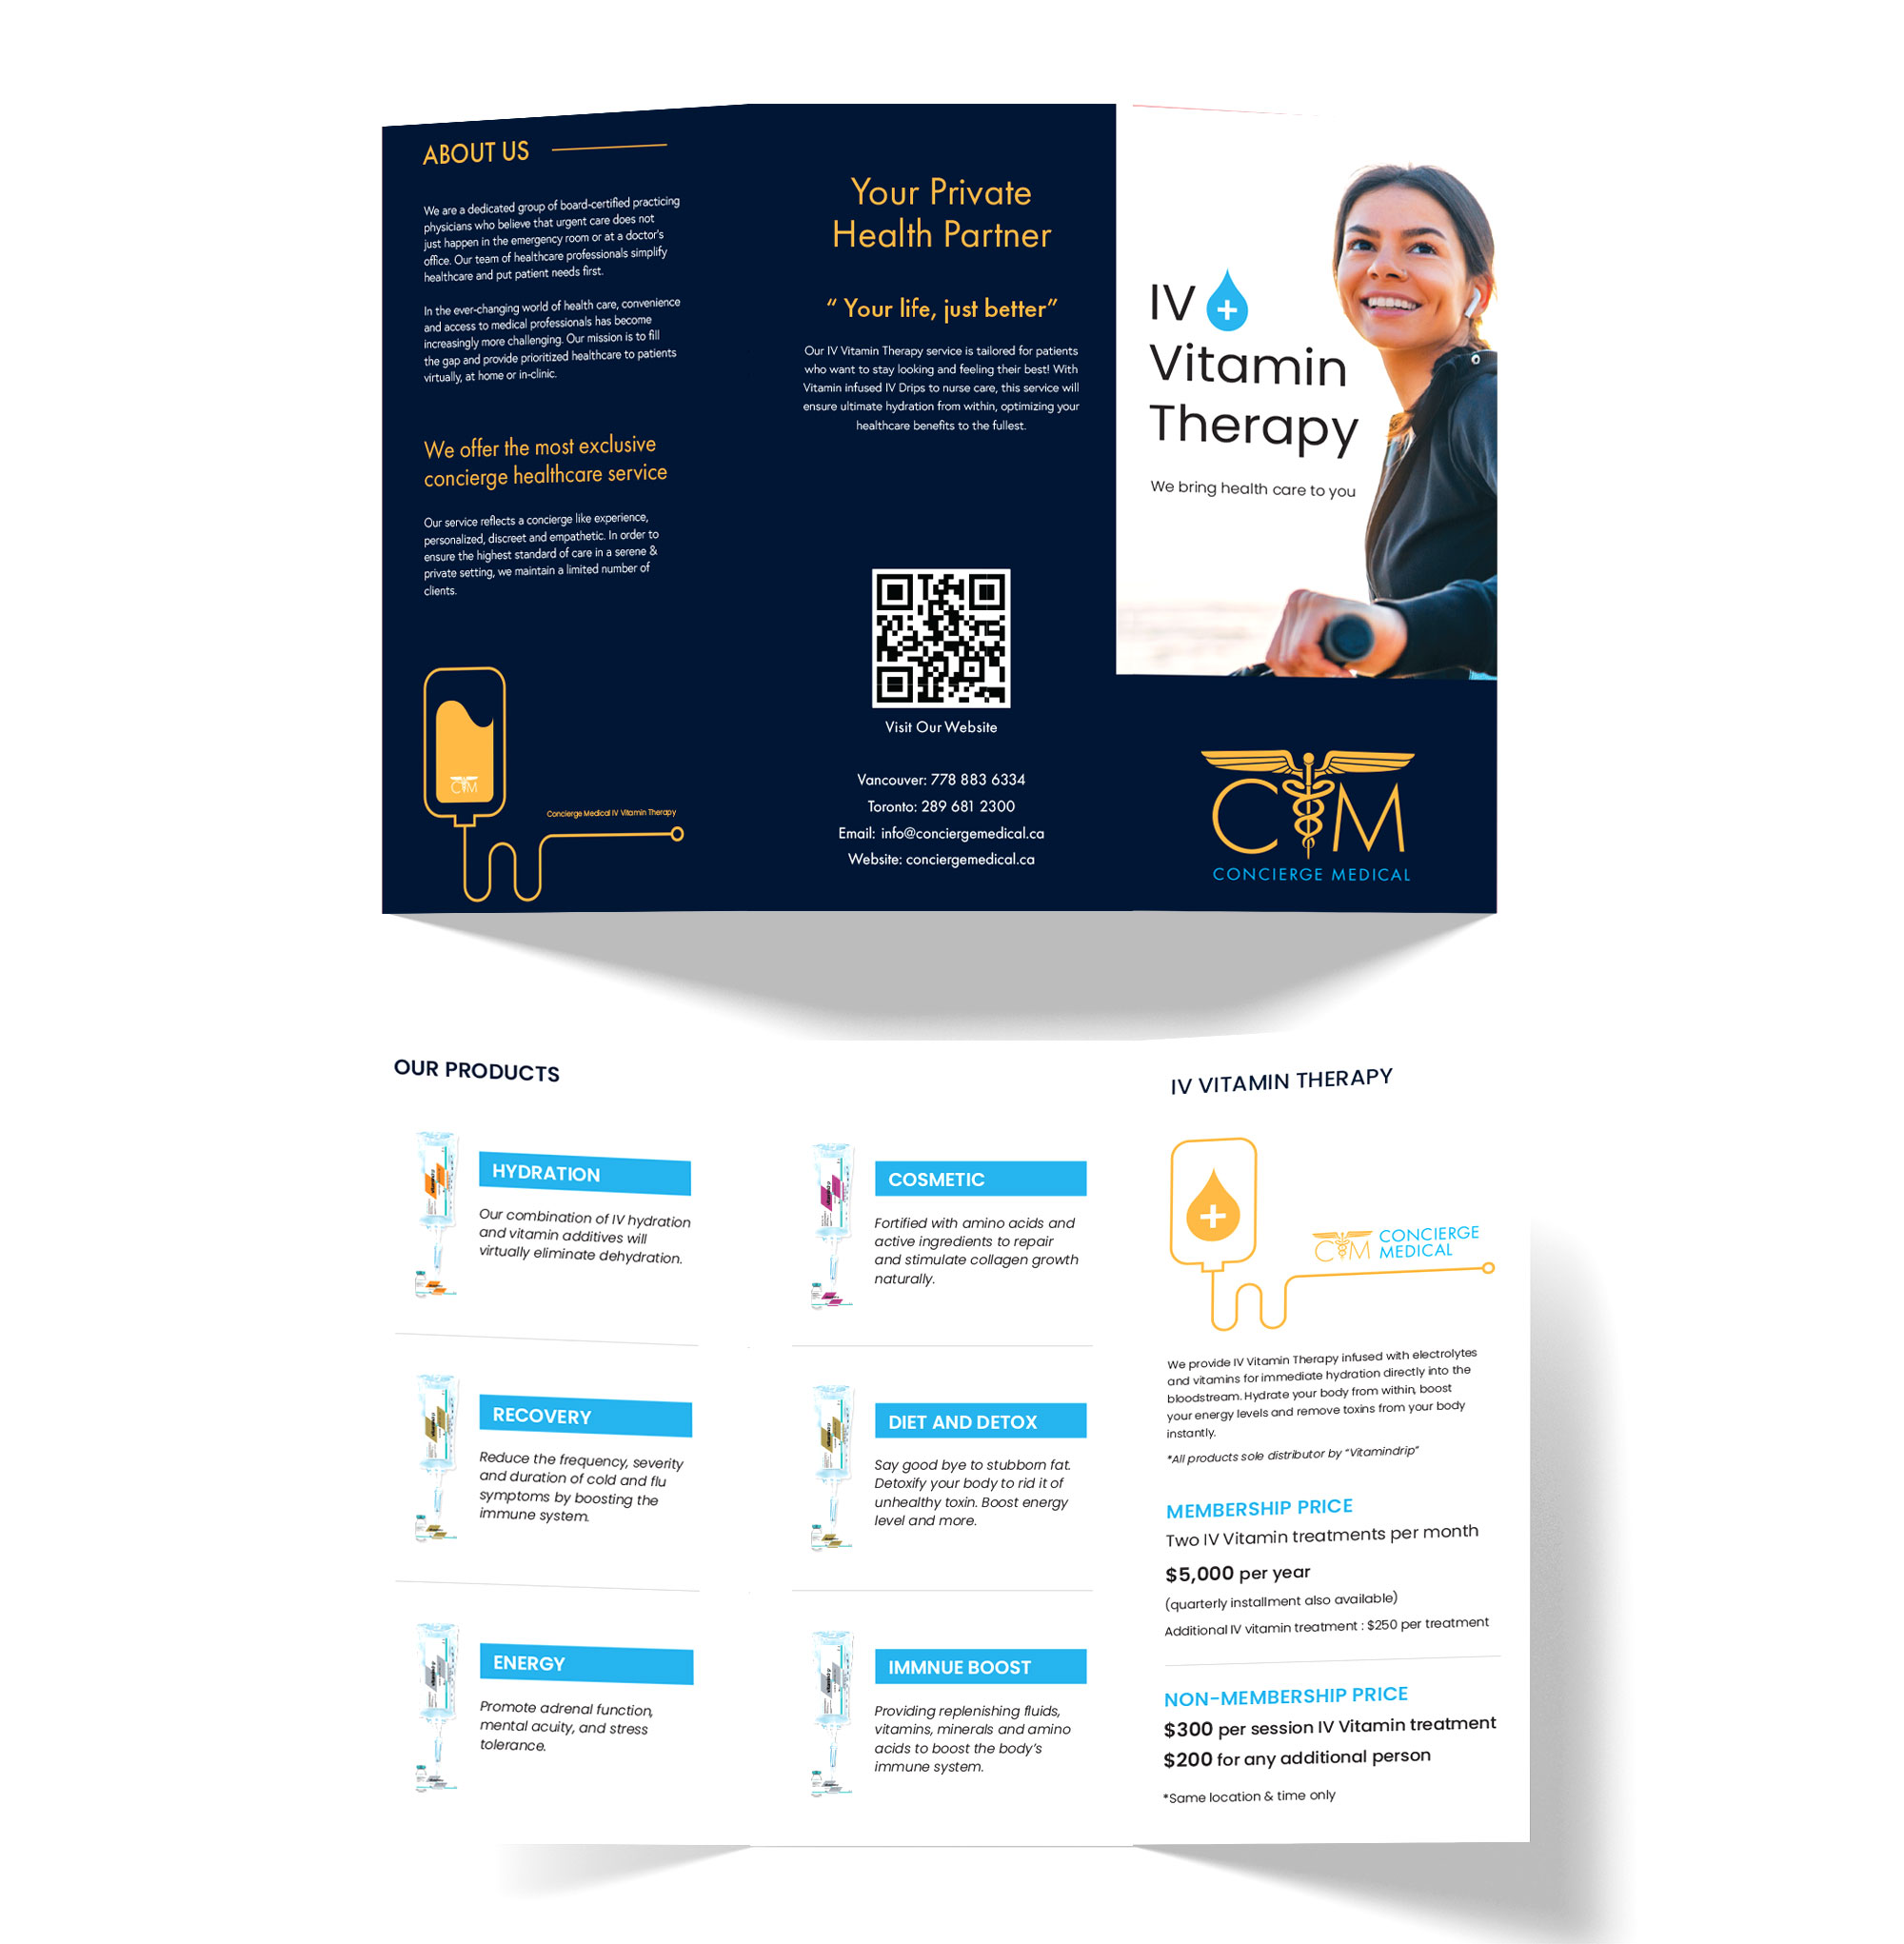 ABOUT US
We are a dedicated group of board-certified practicing
physicians who believe that urgent care does not
just happen in the emergency room or at a doctor's
office. Our team of healthcare professionals simplify
healthcare and put patient needs first.
In the ever-changing world of health care, convenience
and access to medical professionals has become
increasingly more challenging. Our mission is to fill
the gap and provide prioritized healthcare to patients
virtually, at home or in-clinic.
We offer the most exclusive
concierge healthcare service
Our service reflects a concierge like experience,
personalized, discreet and empathetic. In order to
ensure the highest standard of care in a serene &
private setting, we maintain a limited number of
clients.
CM
Concierge Medical IV Vitamin Therapy
Your Private
Health Partner
“ Your life, just better”
Our IV Vitamin Therapy service is tailored for patients
who want to stay looking and feeling their best! With
Vitamin infused IV Drips to nurse care, this service will
ensure ultimate hydration from within, optimizing your
healthcare benefits to the fullest.
Visit Our Website
Vancouver: 778 883 6334
Toronto: 289 681 2300
Email: info@conciergemedical.ca
Website: conciergemedical.ca
IV
Vitamin
Therapy
We bring health care to you
CM
CONCIERGE MEDICAL
OUR PRODUCTS
HYDRATION
Our combination of IV hydration
and vitamin additives will
virtually eliminate dehydration.
RECOVERY
Reduce the frequency, severity
and duration of cold and flu
symptoms by boosting the
immune system.
ENERGY
Promote adrenal function,
mental acuity, and stress
tolerance.
COSMETIC
Fortified with amino acids and
active ingredients to repair
and stimulate collagen growth
naturally.
DIET AND DETOX
Say good bye to stubborn fat.
Detoxify your body to rid it of
unhealthy toxin. Boost energy
level and more.
IMMNUE BOOST
Providing replenishing fluids,
vitamins, minerals and amino
acids to boost the body's
immune system.
IV VITAMIN THERAPY
CM
CONCIERGE
MEDICAL
We provide IV Vitamin Therapy infused with electrolytes
and vitamins for immediate hydration directly into the
bloodstream. Hydrate your body from within, boost
your energy levels and remove toxins from your body
instantly.
*All products sole distributor by “Vitamindrip”
MEMBERSHIP PRICE
Two IV Vitamin treatments per month
$5,000 per year
(quarterly installment also available)
Additional IV vitamin treatment : $250 per treatment
NON-MEMBERSHIP PRICE
$300 per session IV Vitamin treatment
$200 for any additional person
*Same location & time only